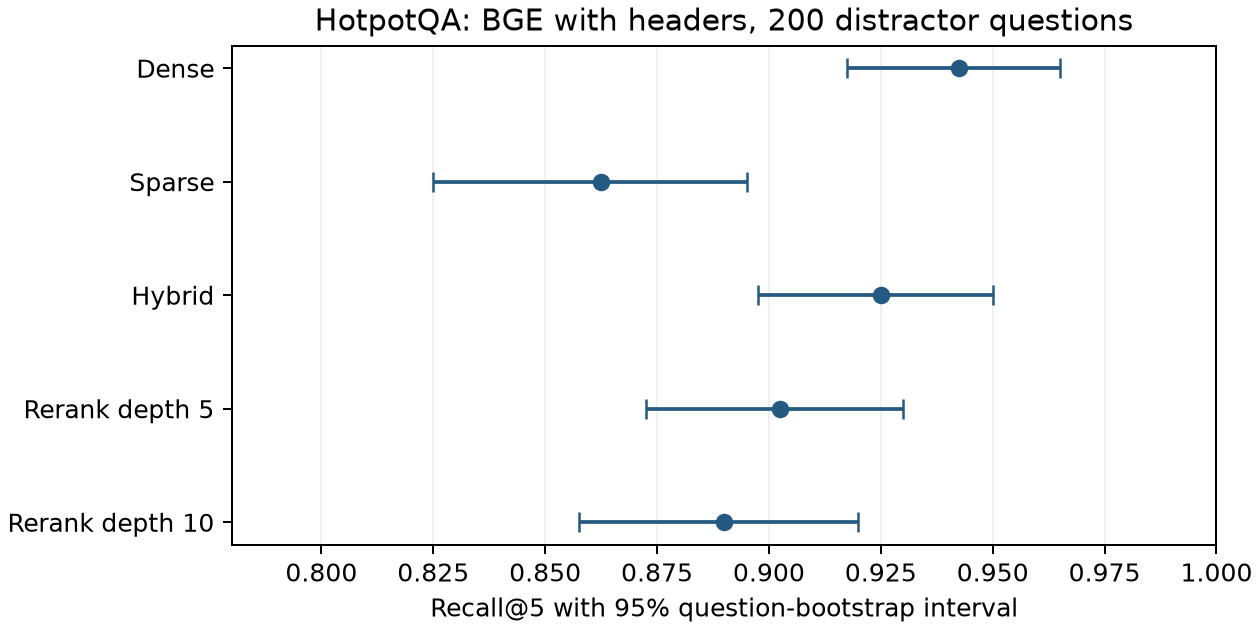 HotpotQA: BGE with headers, 200 distractor questions
Dense
Sparse
Hybrid
Rerank depth 5
Rerank depth 10
0.800 0.825 0.850 0.875 0.900 0.925 0.950 0.975 1.000
Recall@5 with 95% question-bootstrap interval